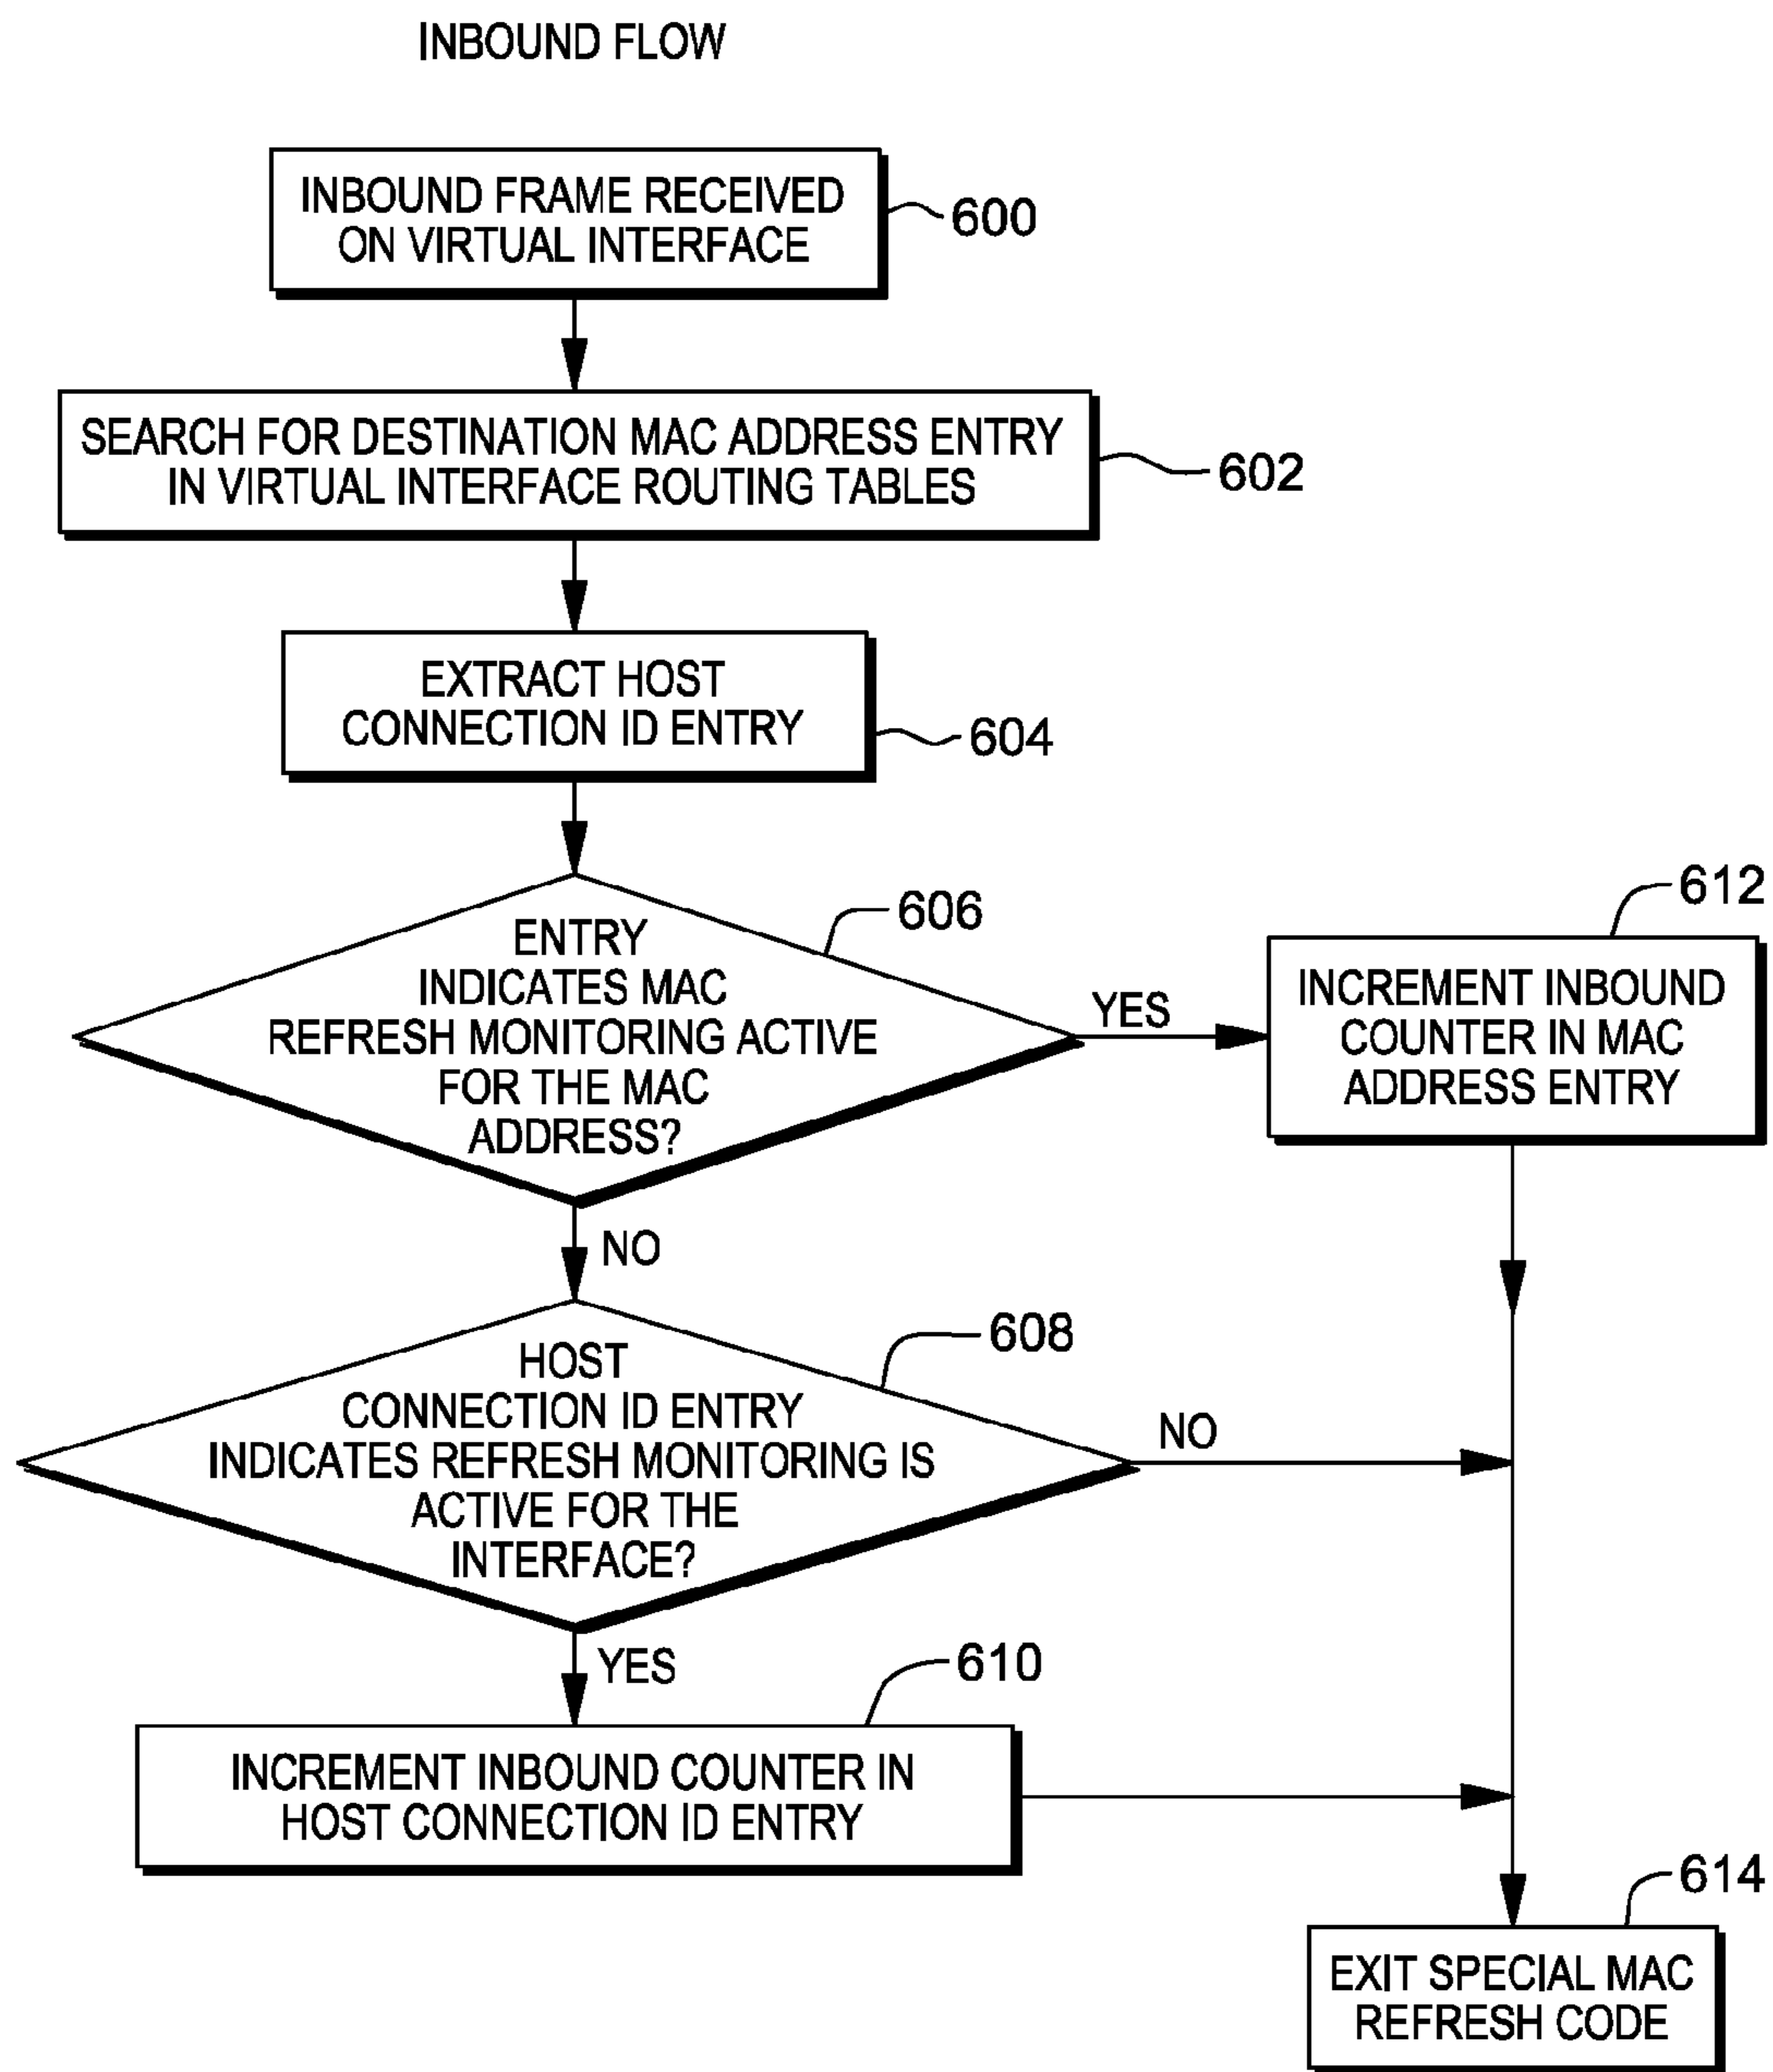 INBOUND FLOW
INBOUND FRAME RECEIVED
ON VIRTUAL INTERFACE
600
SEARCH FOR DESTINATION MAC ADDRESS ENTRY
IN VIRTUAL INTERFACE ROUTING TABLES
602
EXTRACT HOST
CONNECTION ID ENTRY
604
ENTRY
INDICATES MAC
REFRESH MONITORING ACTIVE
FOR THE MAC
ADDRESS?
606
YES
612
INCREMENT INBOUND
COUNTER IN MAC
ADDRESS ENTRY
NO
HOST
CONNECTION ID ENTRY
INDICATES REFRESH MONITORING IS
ACTIVE FOR THE
INTERFACE?
608
NO
YES
610
INCREMENT INBOUND COUNTER IN
HOST CONNECTION ID ENTRY
614
EXIT SPECIAL MAC
REFRESH CODE